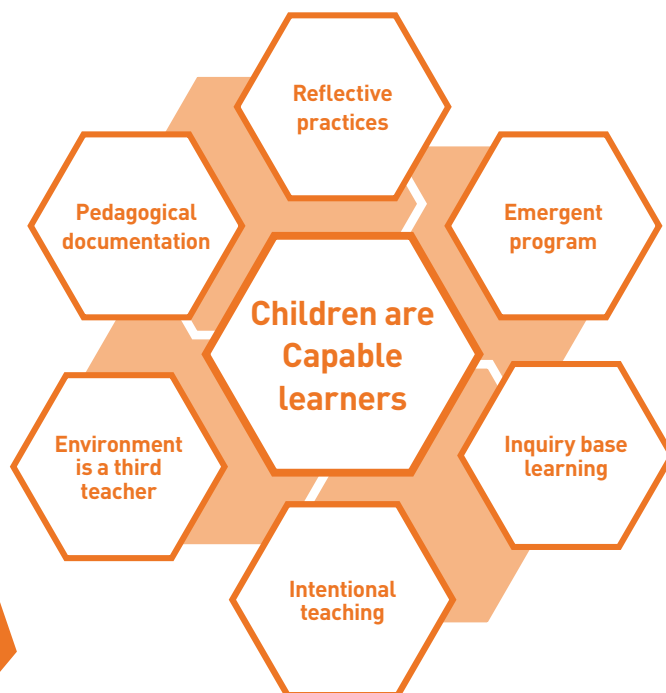 Reflective
practices
Emergent
program
Inquiry base
learning
Intentional
teaching
Environment
is a third
teacher
Pedagogical
documentation
Children are
Capable
learners